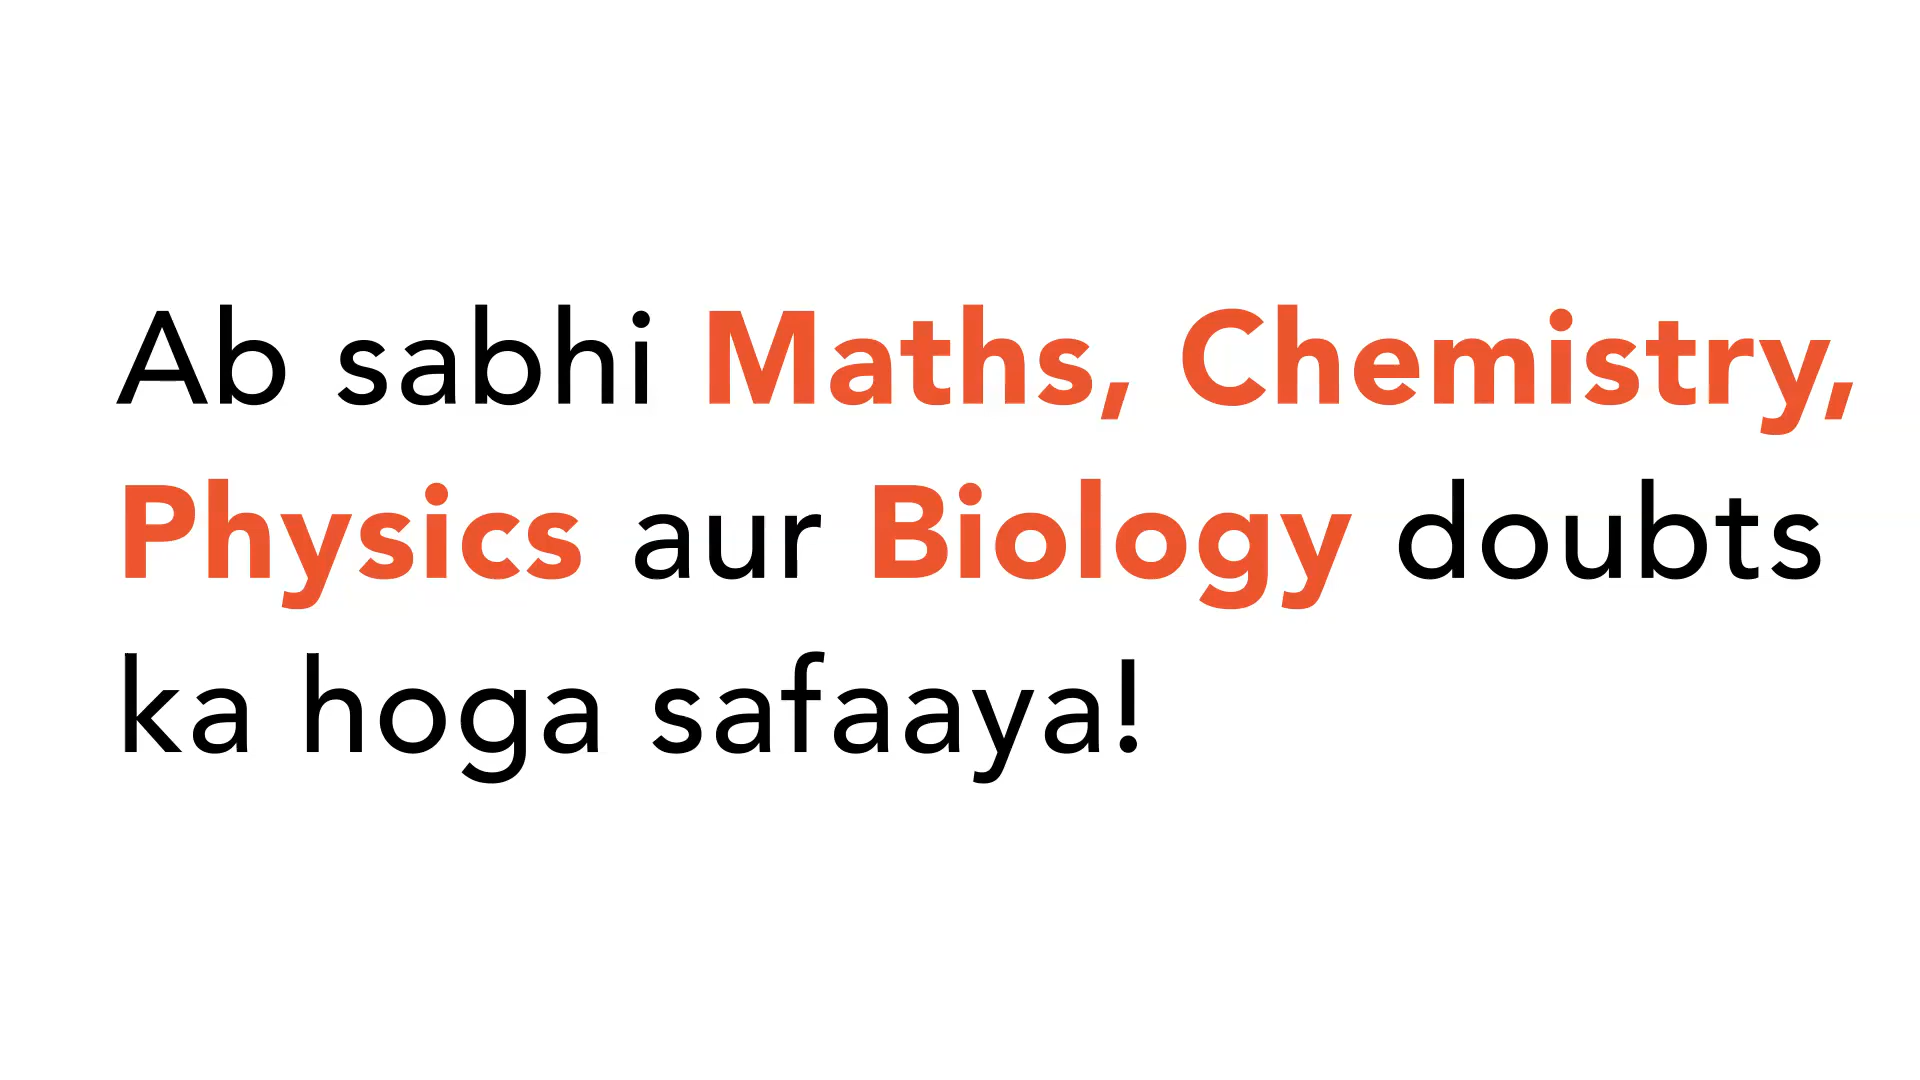 Ab sabhi Maths, Chemistry,
Physics aur Biology doubts
ka hoga safaaya!